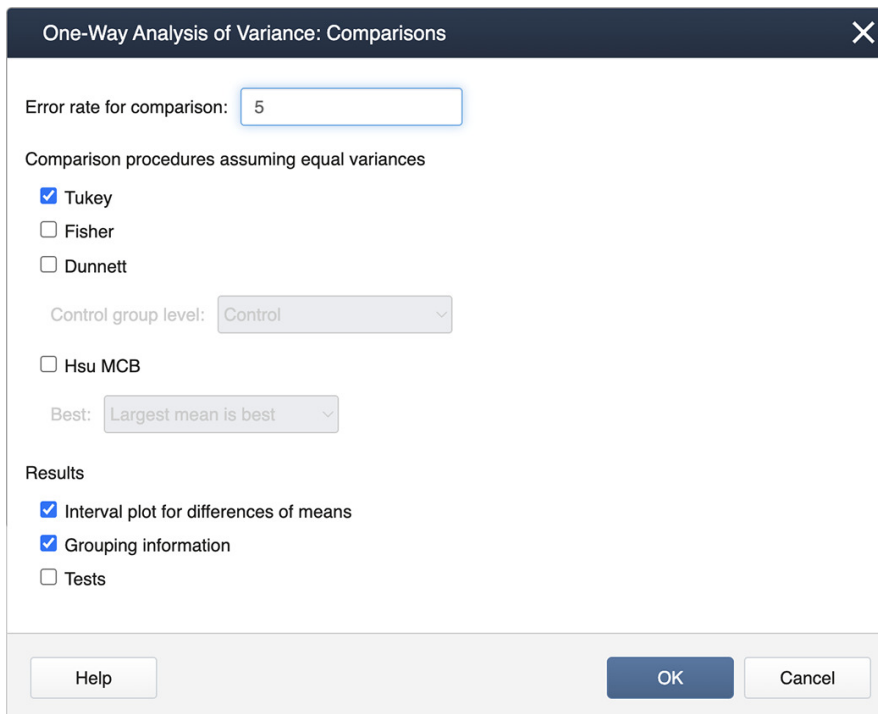 One-Way Analysis of Variance: Comparisons
Error rate for comparison: 5
Comparison procedures assuming equal variances
Tukey
Fisher
Dunnett
Control group level: Control
Hsu MCB
Best: Largest mean is best
Results
Interval plot for differences of means
Grouping information
Tests
Help OK Cancel